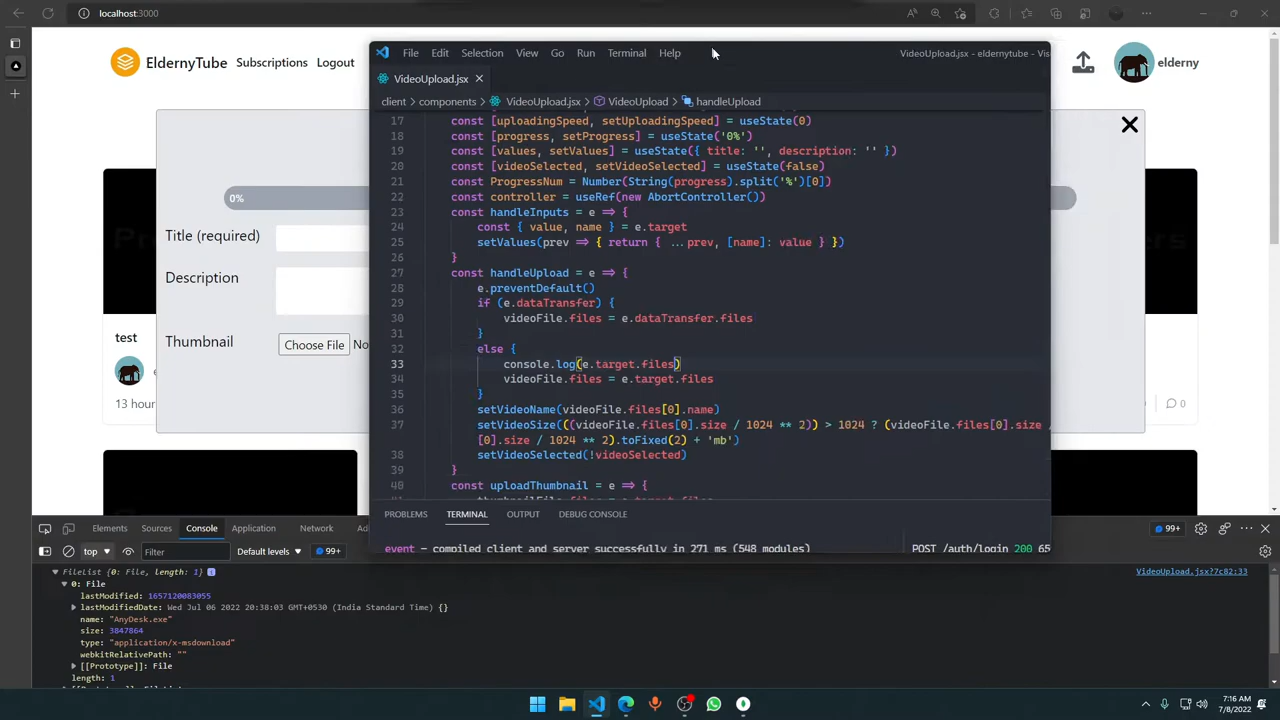 localhost:3000
EldernyTube Subscriptions Logout
elderny
0%
Title (required)
Description
Thumbnail
Choose File No
test
13 hour
0
File Edit Selection View Go Run Terminal Help
VideoUpload.jsx - eldernytube - Vis
VideoUpload.jsx
client > components > VideoUpload.jsx > VideoUpload > handleUpload
17 const [uploadingSpeed, setUploadingSpeed] = useState(0)
18 const [progress, setProgress] = useState('0%')
19 const [values, setValues] = useState({ title: '', description: '' })
20 const [videoSelected, setVideoSelected] = useState(false)
21 const ProgressNum = Number(String(progress).split('%')[0])
22 const controller = useRef(new AbortController())
23 const handleInputs = e => {
24 const { value, name } = e.target
25 setValues(prev => { return { ...prev, [name]: value } })
26 }
27 const handleUpload = e => {
28 e.preventDefault()
29 if (e.dataTransfer) {
30 videoFile.files = e.dataTransfer.files
31 }
32 else {
33 console.log(e.target.files)
34 videoFile.files = e.target.files
35 }
36 setVideoName(videoFile.files[0].name)
37 setVideoSize(((videoFile.files[0].size / 1024 ** 2)) > 1024 ? (videoFile.files[0].size /
[0].size / 1024 ** 2).toFixed(2) + 'mb')
38 setVideoSelected(!videoSelected)
39 }
40 const uploadThumbnail = e => {
41 thumbnailFile.files = e.target.files
PROBLEMS TERMINAL OUTPUT DEBUG CONSOLE
event - compiled client and server successfully in 271 ms (548 modules)
POST /auth/login 200 65
Elements Sources Console Application Network
99+
top Filter Default levels 99+
FileList {0: File, length: 1}
VideoUpload.jsx?7c82:33
0: File
lastModified: 1657120083055
lastModifiedDate: Wed Jul 06 2022 20:38:03 GMT+0530 (India Standard Time) {}
name: "AnyDesk.exe"
size: 3847864
type: "application/x-msdownload"
webkitRelativePath: ""
[[Prototype]]: File
length: 1
7:16 AM
7/8/2022